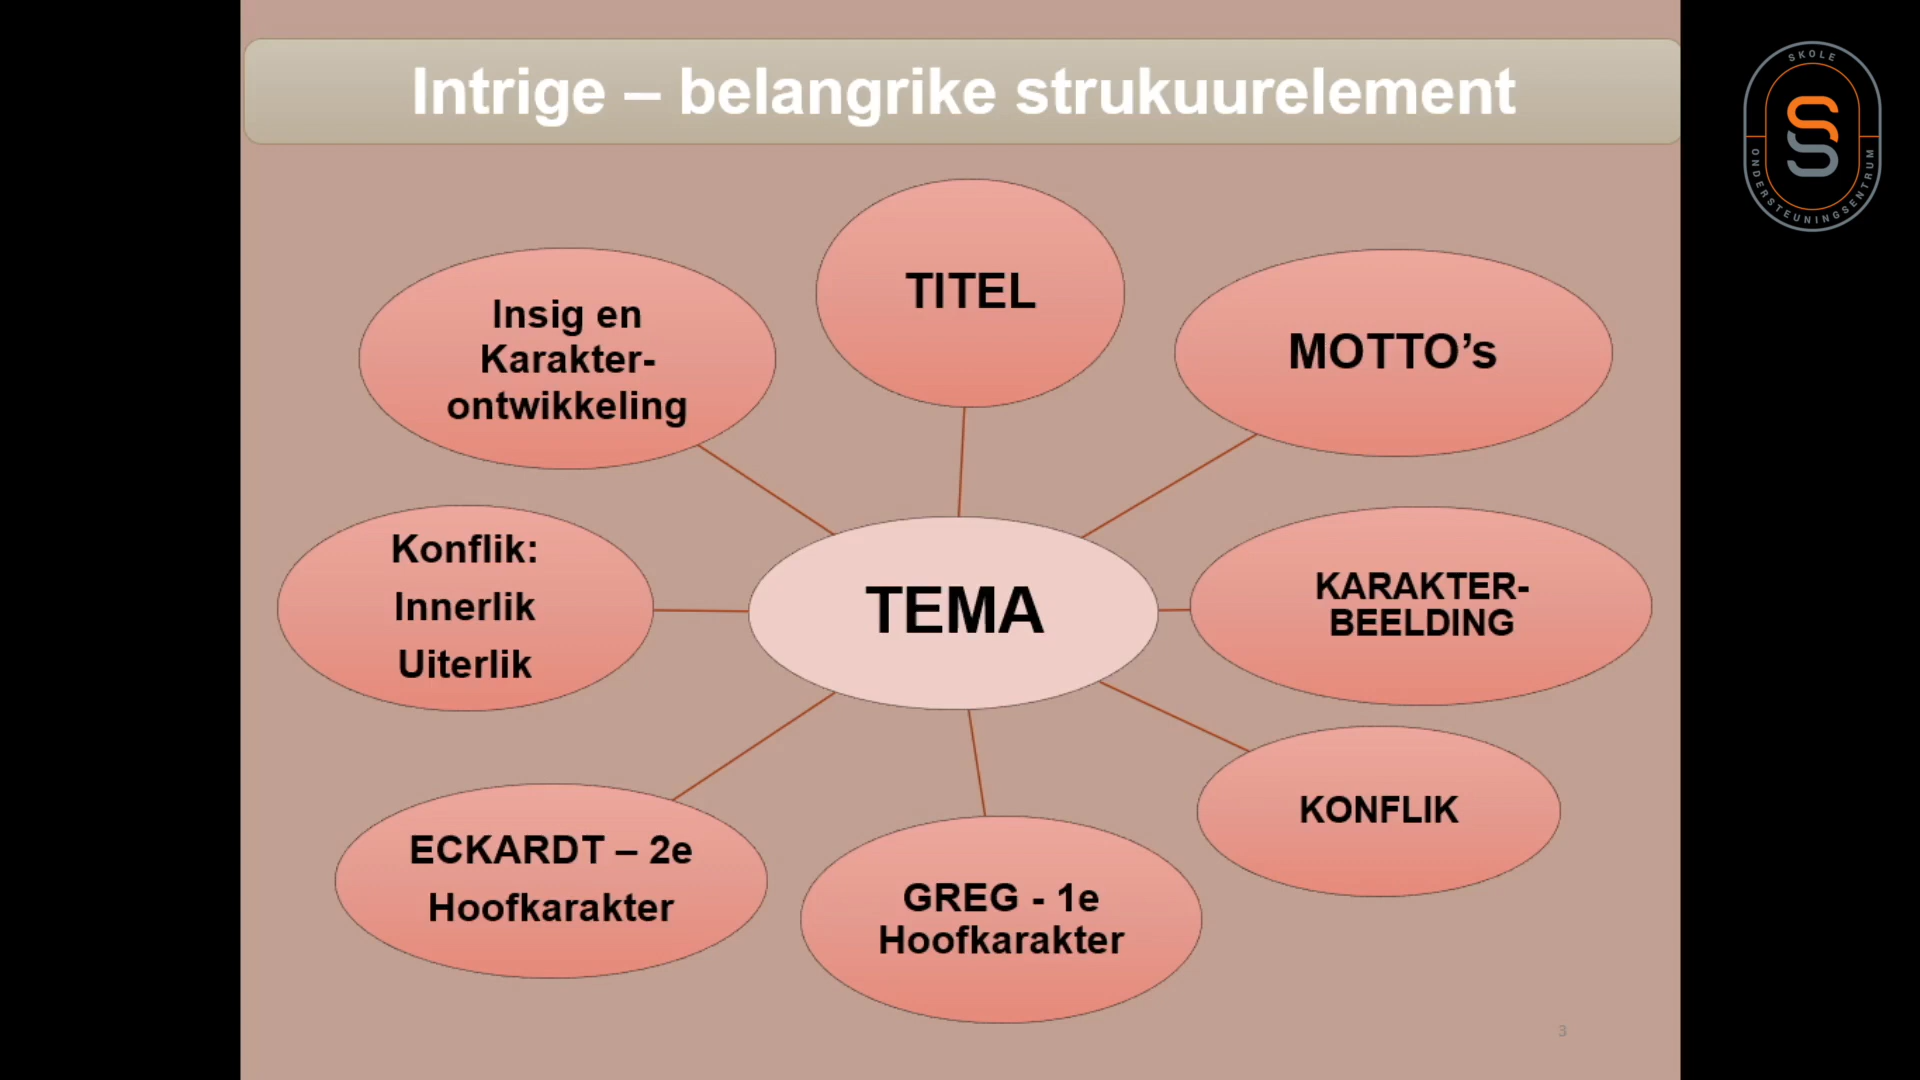 Intrige – belangrike strukuurelement
SKOLE
ONDERSTEUNINGSENTRUM
TITEL
MOTTO’s
Insig en
Karakter-
ontwikkeling
KARAKTER-
BEELDING
Konflik:
Innerlik
Uiterlik
TEMA
KONFLIK
ECKARDT – 2e
Hoofkarakter
GREG - 1e
Hoofkarakter
3